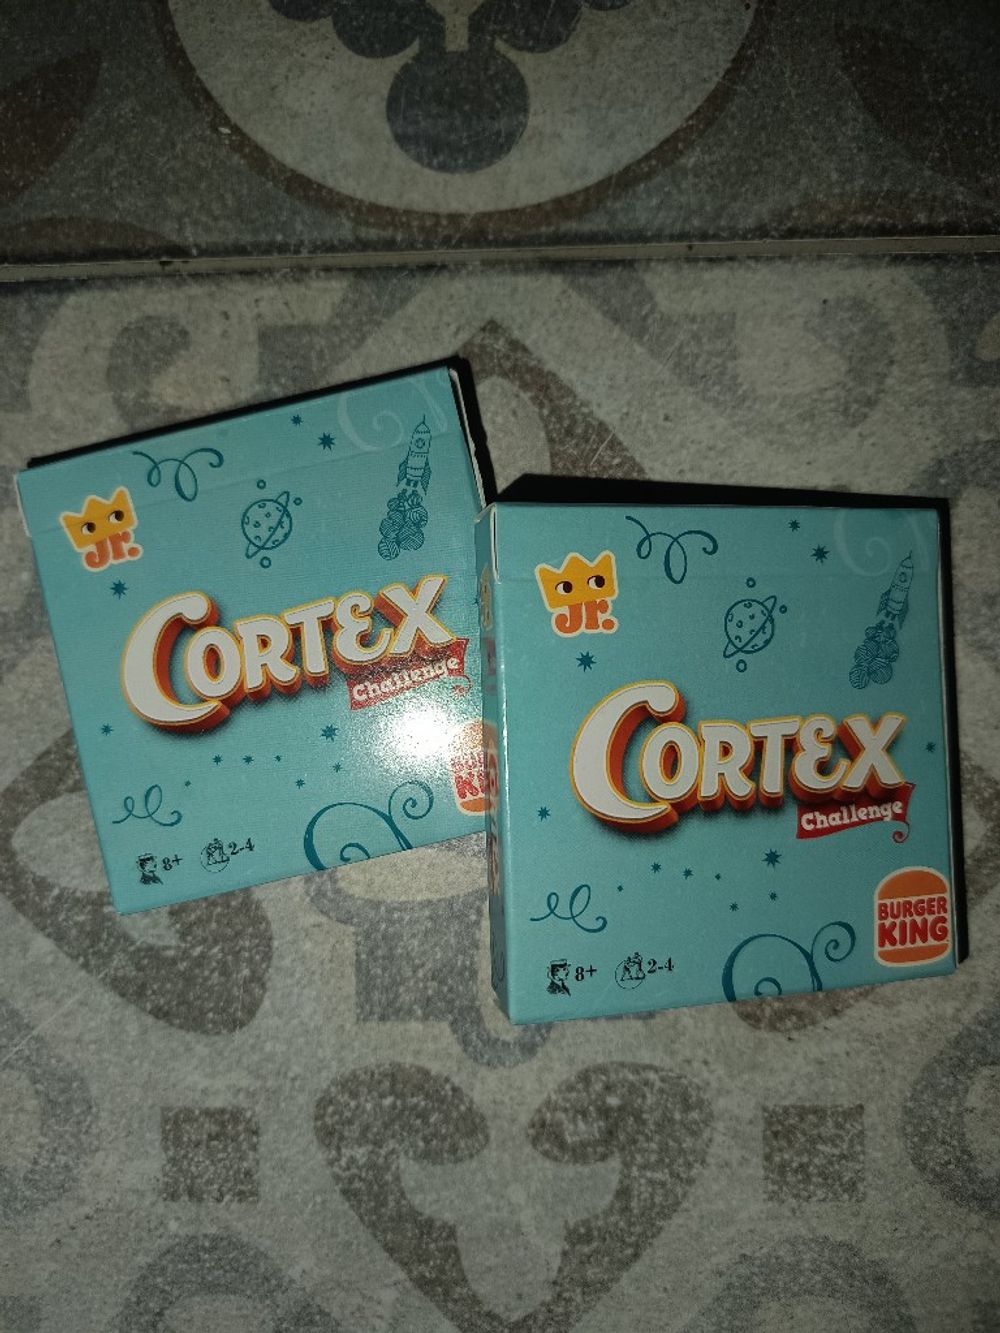 Jr.
CORTEX
Challenge
BURGER
KING
8+
2-4
Jr.
CORTEX
Challenge
BURGER
KING
8+
2-4